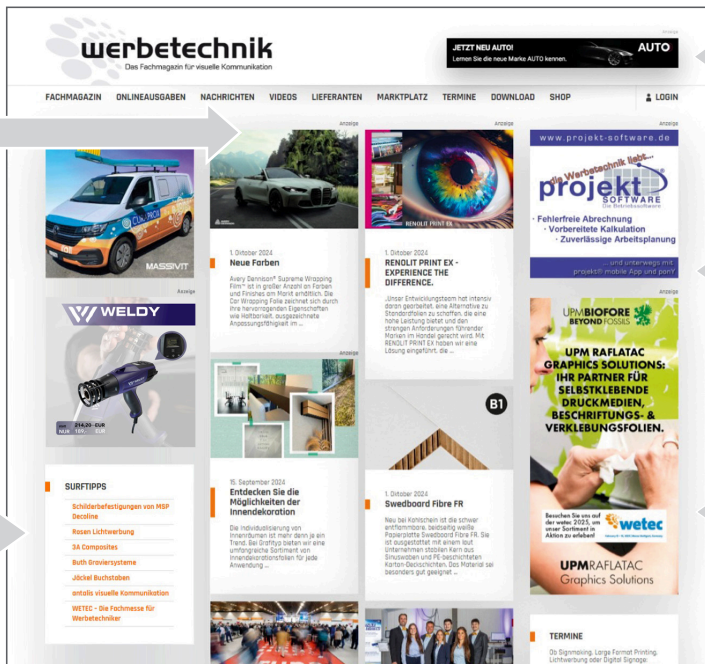 Anzeige
werbetechnik
Das Fachmagazin für visuelle Kommunikation
JETZT NEU AUTO!
Lernen Sie die neue Marke AUTO kennen.
AUTO
FACHMAGAZIN ONLINEAUSGABEN NACHRICHTEN VIDEOS LIEFERANTEN MARKTPLATZ TERMINE DOWNLOAD SHOP LOGIN
MASSIVIT
Anzeige
WELDY
WELDY
214,20 EUR
NUR 189,- EUR
SURFTIPPS
Schilderbefestigungen von MBP
Decoline
Rosen Lichtwerbung
3A Composites
Buth Graviersysteme
Jäckel Buchstaben
antalis visuelle Kommunikation
WETEC - Die Fachmesse für
Werbetechniker
Anzeige
1. Oktober 2024
Neue Farben
Avery Dennison® Supreme Wrapping
Film™ ist in großer Anzahl an Farben
und Finishes am Markt erhältlich. Die
Car Wrapping Folie zeichnet sich durch
ihre hervorragenden Eigenschaften
wie Haltbarkeit, ausgezeichnete
Anpassungsfähigkeit im ...
Anzeige
15. September 2024
Entdecken Sie die
Möglichkeiten der
Innendekoration
Die Individualisierung von
Innenräumen ist mehr denn je ein
Trend. Bei Grafityp bieten wir eine
umfangreiche Sortiment von
Innendekorationsfolien für jede
Anwendung ...
Anzeige
RENOLIT PRINT EX
1. Oktober 2024
RENOLIT PRINT EX -
EXPERIENCE THE
DIFFERENCE.
„Unser Entwicklungsteam hat intensiv
daran gearbeitet, eine Alternative zu
Standardfolien zu schaffen, die eine
hohe Leistung bietet und den
strengen Anforderungen führender
Marken im Handel gerecht wird. Mit
RENOLIT PRINT EX haben wir eine
Lösung eingeführt, die ...
B1
1. Oktober 2024
Swedboard Fibre FR
Neu bei Kohlschein ist die schwer
entflammbare, beidseitig weiße
Papierplatte Swedboard Fibre FR. Sie
ist ausgestattet mit einem laut
Unternehmen stabilen Kern aus
Sinuswaben und PE-beschichteten
Karton-Deckschichten. Das Material sei
besonders gut geeignet ...
Anzeige
www.projekt-software.de
die Werbetechnik liebt...
projekt
SOFTWARE
Die Betriebssoftware
· Fehlerfreie Abrechnung
· Vorbereitete Kalkulation
· Zuverlässige Arbeitsplanung
... und unterwegs mit
projekt® mobile App und ponY
Anzeige
UPM BIOFORE
BEYOND FOSSILS
UPM RAFLATAC
GRAPHICS SOLUTIONS:
IHR PARTNER FÜR
SELBSTKLEBENDE
DRUCKMEDIEN,
BESCHRIFTUNGS- &
VERKLEBUNGSFOLIEN.
Besuchen Sie uns auf
der wetec 2025, um
unser Sortiment in
Aktion zu erleben!
wetec
UPM RAFLATAC
Graphics Solutions
TERMINE
Ob Signmaking, Large Format Printing,
Lichtwerbung oder Digital Signage: